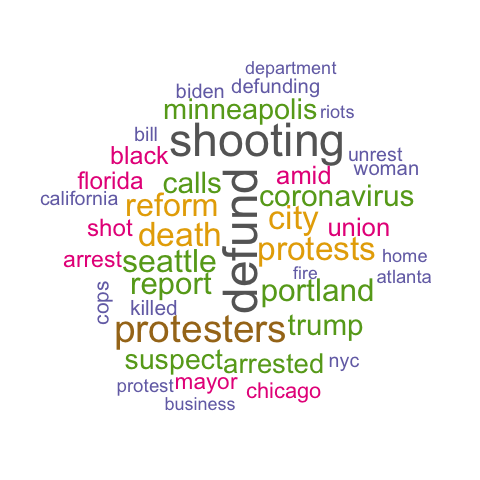 department
biden defunding
minneapolis riots
bill shooting
black unrest
woman
florida calls amid
california reform coronavirus
shot death city union
defund
arrest seattle protests home
report fire atlanta
cops killed portland
protesters trump
suspect arrested nyc
protest mayor chicago
business